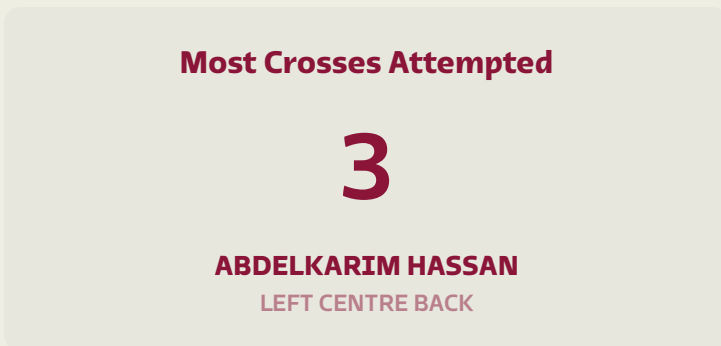 Most Crosses Attempted
3
ABDELKARIM HASSAN
LEFT CENTRE BACK